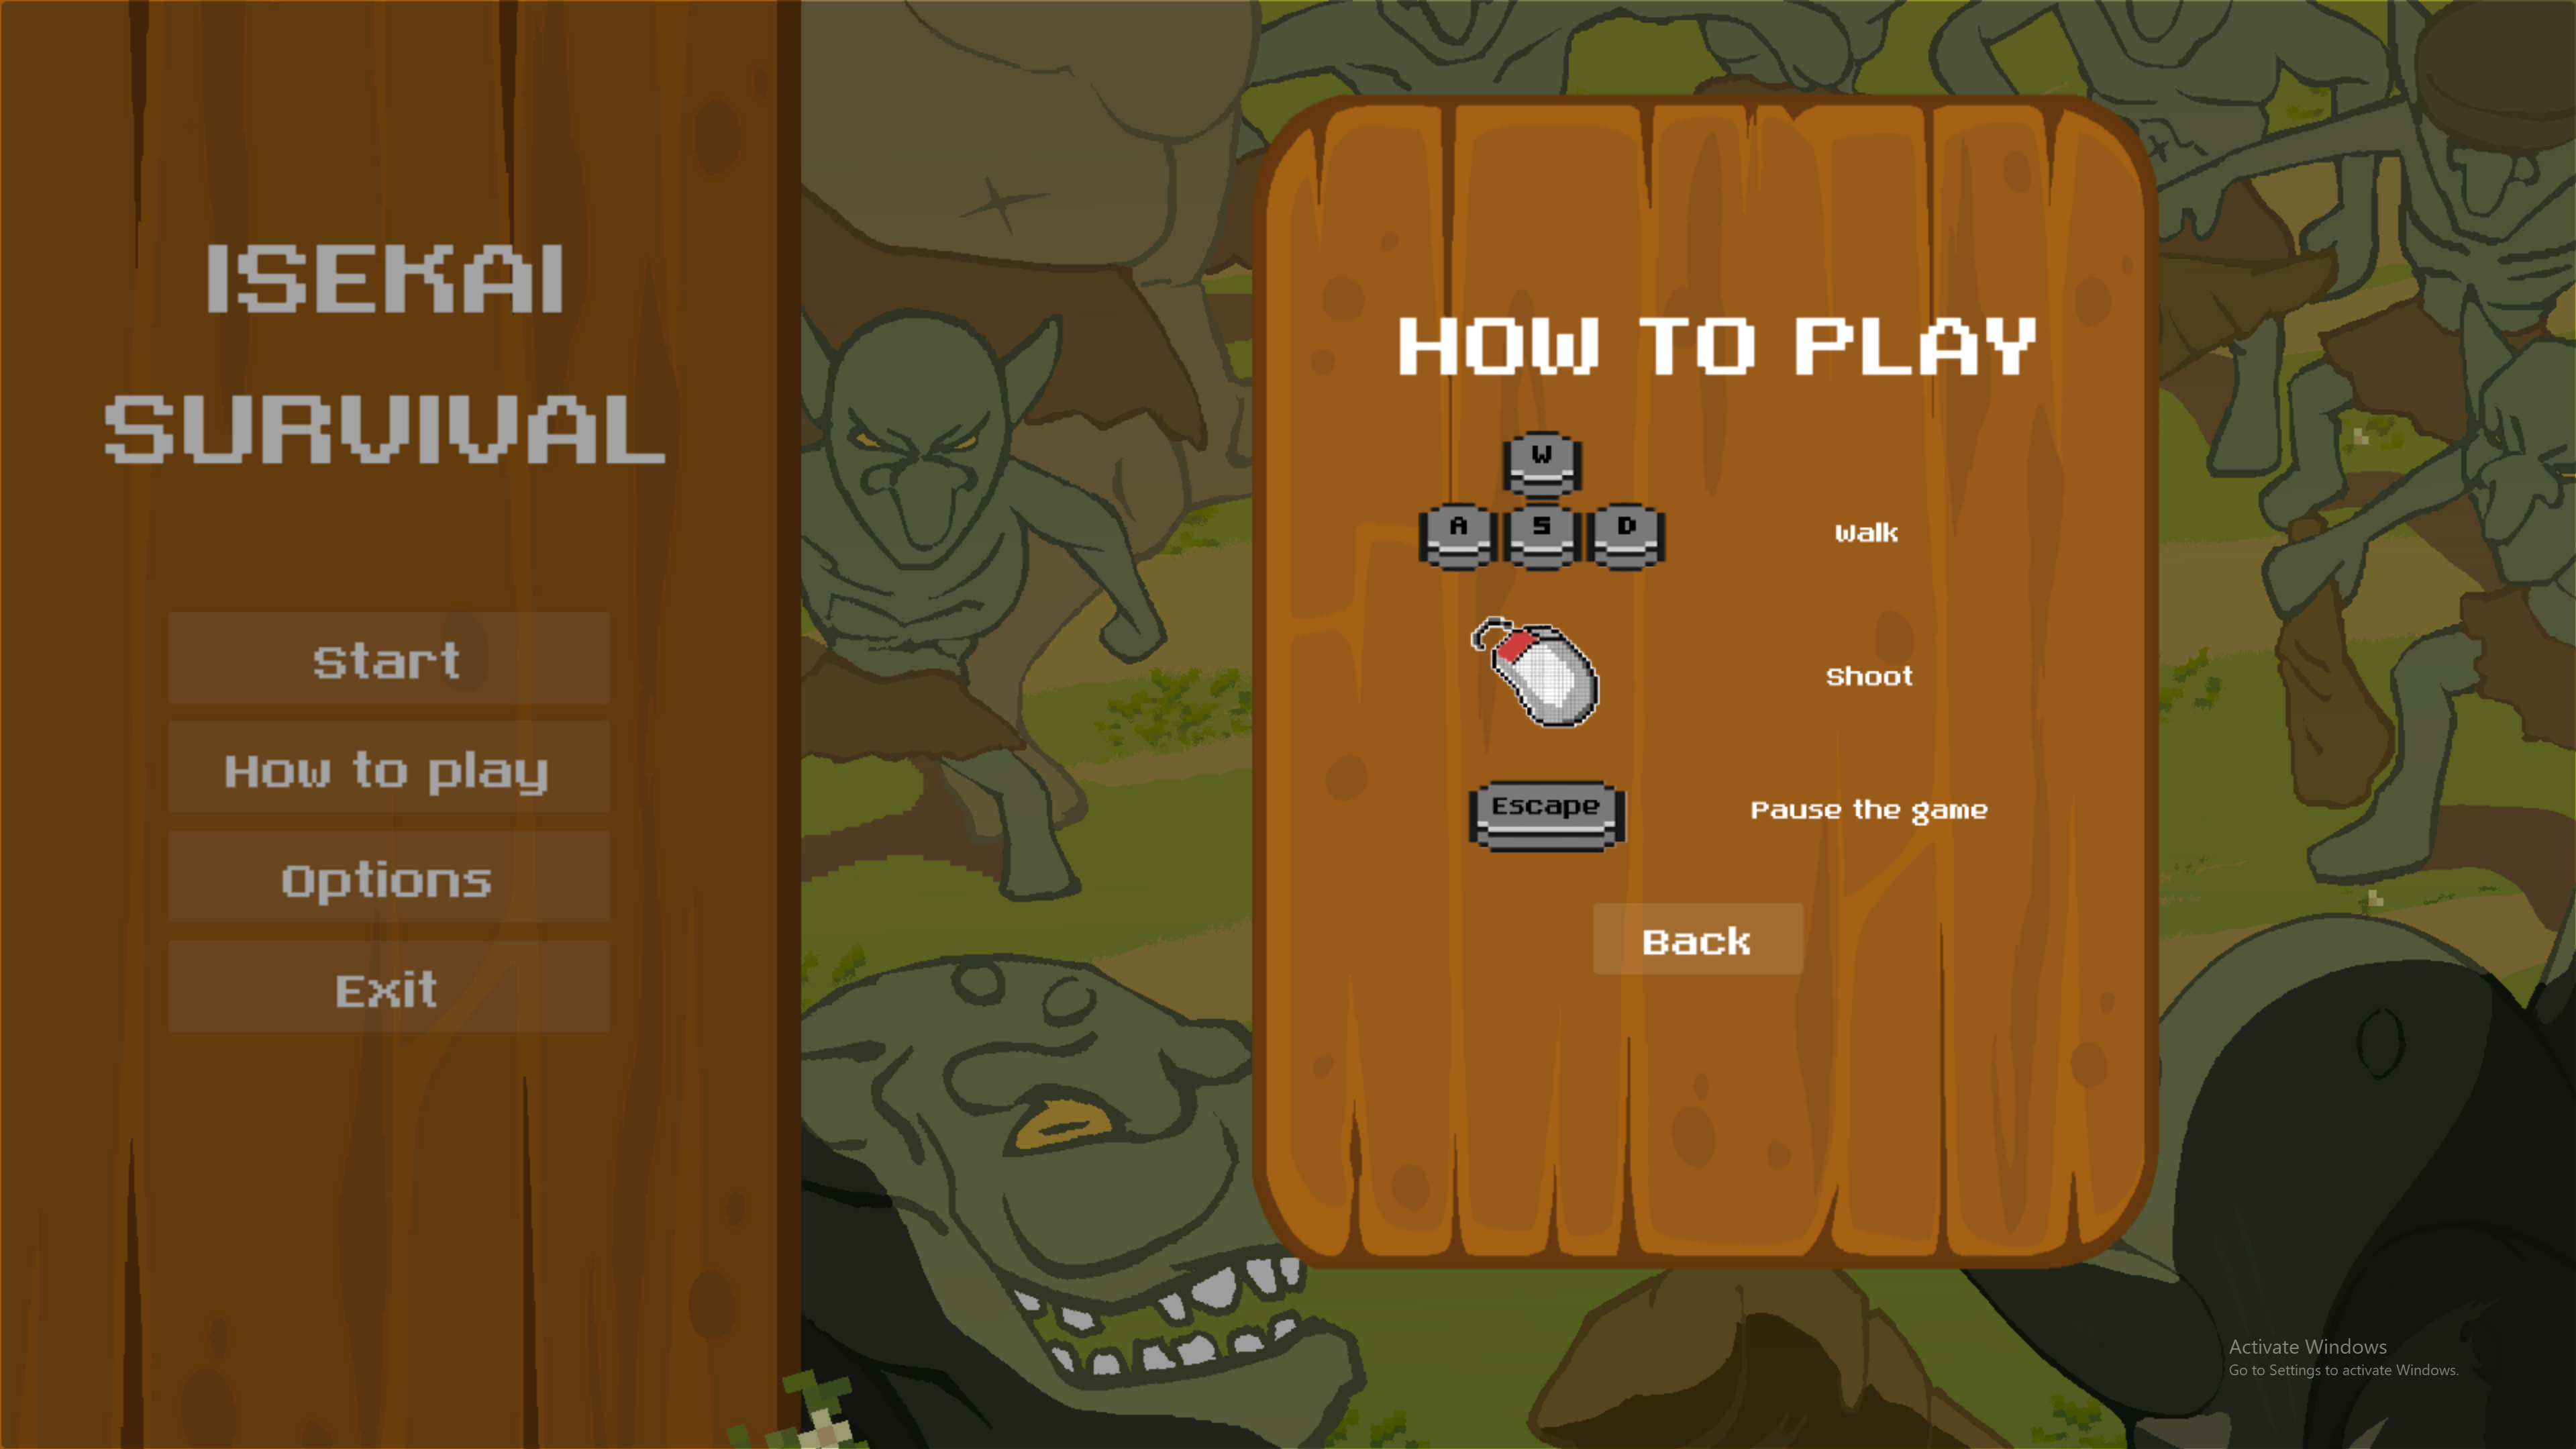 ISEKAI
SURVIVAL
Start
How to play
Options
Exit
HOW TO PLAY
W
A S D
Walk
Shoot
Escape
Pause the game
Back
Activate Windows
Go to Settings to activate Windows.